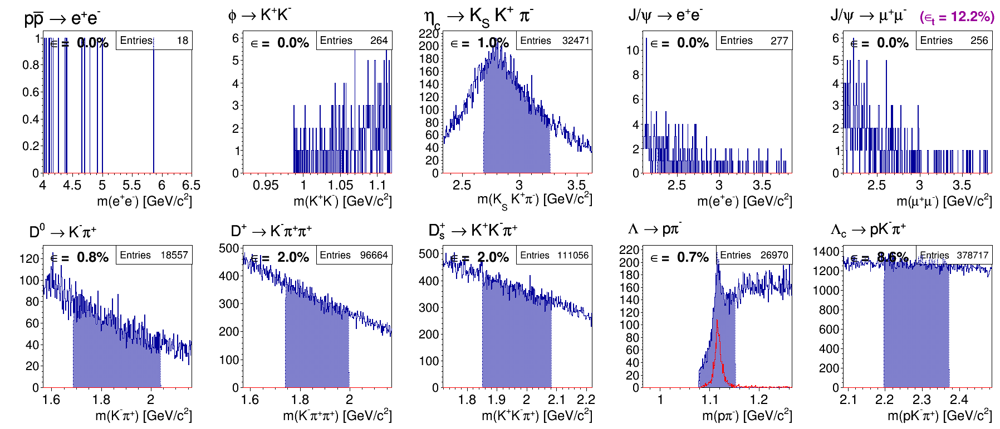 pp̅ → e⁺e⁻
ϵ = 0.0%
Entries 18
1
0.8
0.6
0.4
0.2
0
4 4.5 5 5.5 6 6.5
m(e⁺e⁻) [GeV/c²]
ϕ → K⁺K⁻
ϵ = 0.0%
Entries 264
6
5
4
3
2
1
0
0.95 1 1.05 1.1
m(K⁺K⁻) [GeV/c²]
η_c → K_S K⁺ π⁻
ϵ = 1.0%
Entries 32471
220
200
180
160
140
120
100
80
60
40
20
0
2.5 3 3.5
m(K_S K⁺π⁻) [GeV/c²]
J/ψ → e⁺e⁻
ϵ = 0.0%
Entries 277
10
8
6
4
2
0
2.5 3 3.5
m(e⁺e⁻) [GeV/c²]
J/ψ → μ⁺μ⁻ (ϵ_t = 12.2%)
ϵ = 0.0%
Entries 256
6
5
4
3
2
1
0
2.5 3 3.5
m(μ⁺μ⁻) [GeV/c²]
D⁰ → K⁻π⁺
ϵ = 0.8%
Entries 18557
120
100
80
60
40
20
0
1.6 1.8 2
m(K⁻π⁺) [GeV/c²]
D⁺ → K⁻π⁺π⁺
ϵ = 2.0%
Entries 96664
500
400
300
200
100
0
1.6 1.8 2
m(K⁻π⁺π⁺) [GeV/c²]
D_s⁺ → K⁺K⁻π⁺
ϵ = 2.0%
Entries 111056
500
400
300
200
100
0
1.8 1.9 2 2.1 2.2
m(K⁺K⁻π⁺) [GeV/c²]
Λ → pπ⁻
ϵ = 0.7%
Entries 26970
220
200
180
160
140
120
100
80
60
40
20
0
1 1.1 1.2
m(pπ⁻) [GeV/c²]
Λ_c → pK⁻π⁺
ϵ = 8.6%
Entries 378717
1400
1200
1000
800
600
400
200
0
2.1 2.2 2.3 2.4
m(pK⁻π⁺) [GeV/c²]